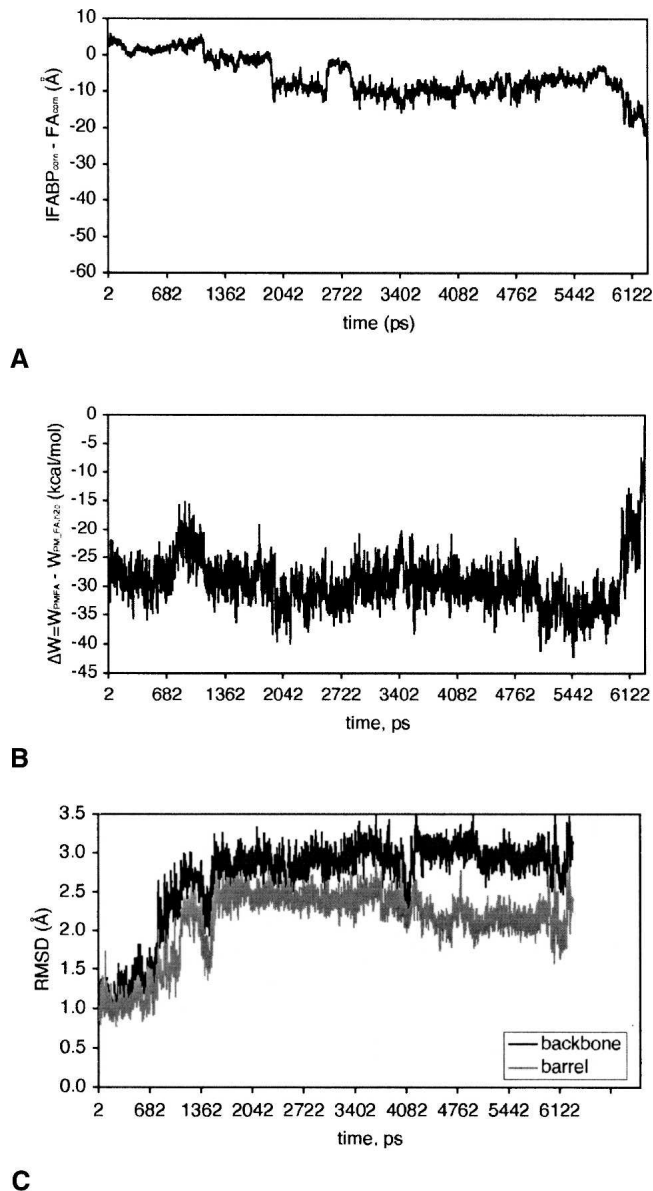 10
0
-10
-20
-30
-40
-50
-60
IFABPcom - FAcom (Å)
2 682 1362 2042 2722 3402 4082 4762 5442 6122
time (ps)
A
0
-5
-10
-15
-20
-25
-30
-35
-40
-45
ΔW=WPMFA - WPM_FA,h2o (kcal/mol)
2 682 1362 2042 2722 3402 4082 4762 5442 6122
time, ps
B
3.5
3.0
2.5
2.0
1.5
1.0
0.5
0.0
RMSD (Å)
backbone
barrel
2 682 1362 2042 2722 3402 4082 4762 5442 6122
time, ps
C